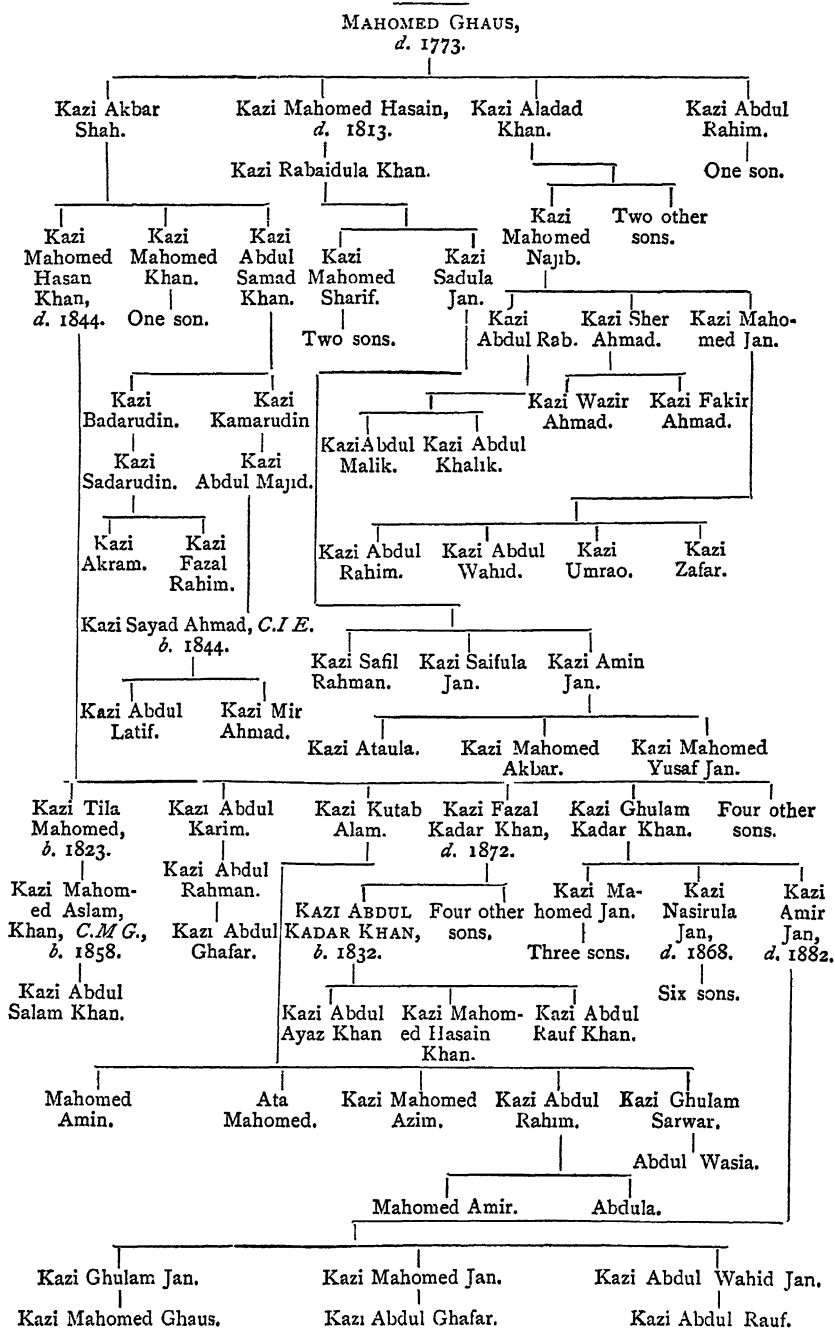 MAHOMED GHAUS,
d. 1773.
Kazi Akbar
Shah.
Kazi Mahomed Hasain,
d. 1813.
Kazi Aladad
Khan.
Kazi Abdul
Rahim.
Kazi Rabaidula Khan.
One son.
Kazi
Mahomed
Hasan
Khan,
d. 1844.
Kazi
Mahomed
Khan.
One son.
Kazi
Abdul
Samad
Khan.
Kazi
Mahomed
Sharif.
Two sons.
Kazi
Sadula
Jan.
Kazi
Mahomed
Najib.
Two other
sons.
Kazi
Abdul Rab.
Kazi Sher
Ahmad.
Kazi Maho-
med Jan.
Kazi
Badarudin.
Kazi
Kamarudin
Kazi Wazir
Ahmad.
Kazi Fakir
Ahmad.
Kazi Abdul
Malik.
Kazi Abdul
Khalik.
Kazi
Sadarudin.
Kazi
Abdul Majid.
Kazi
Akram.
Kazi
Fazal
Rahim.
Kazi Abdul
Rahim.
Kazi Abdul
Wahid.
Kazi
Umrao.
Kazi
Zafar.
Kazi Sayad Ahmad, C.I E.
b. 1844.
Kazi Safil
Rahman.
Kazi Saifula
Jan.
Kazi Amin
Jan.
Kazi Abdul
Latif.
Kazi Mir
Ahmad.
Kazi Ataula.
Kazi Mahomed
Akbar.
Kazi Mahomed
Yusaf Jan.
Kazi Tila
Mahomed,
b. 1823.
Kazi Abdul
Karim.
Kazi Kutab
Alam.
Kazi Fazal
Kadar Khan,
d. 1872.
Kazi Ghulam
Kadar Khan.
Four other
sons.
Kazi Mahom-
ed Aslam,
Khan, C.M G.,
b. 1858.
Kazi Abdul
Rahman.
Kazi Abdul
Ghafar.
KAZI ABDUL
KADAR KHAN,
b. 1832.
Four other
sons.
Kazi Ma-
homed Jan.
Three sons.
Kazi
Nasirula
Jan,
d. 1868.
Six sons.
Kazi
Amir
Jan,
d. 1882.
Kazi Abdul
Salam Khan.
Kazi Abdul
Ayaz Khan
Kazi Mahom-
ed Hasain
Khan.
Kazi Abdul
Rauf Khan.
Mahomed
Amin.
Ata
Mahomed.
Kazi Mahomed
Azim.
Kazi Abdul
Rahim.
Kazi Ghulam
Sarwar.
Abdul Wasia.
Mahomed Amir.
Abdula.
Kazi Ghulam Jan.
Kazi Mahomed Jan.
Kazi Abdul Wahid Jan.
Kazi Mahomed Ghaus.
Kazi Abdul Ghafar.
Kazi Abdul Rauf.